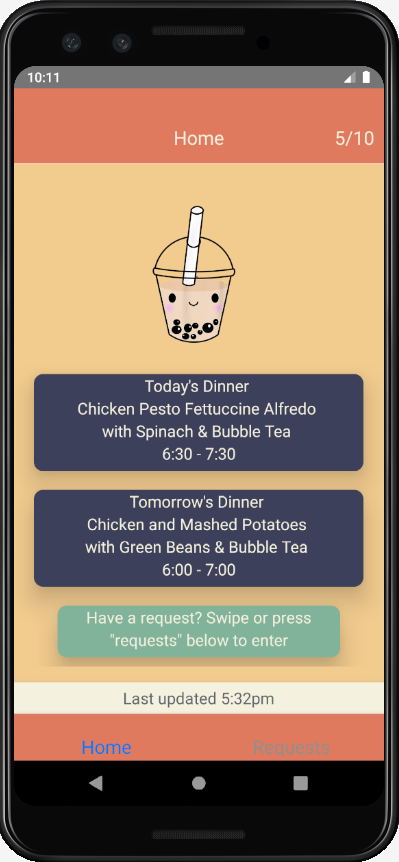 10:11
Home
5/10
Today's Dinner
Chicken Pesto Fettuccine Alfredo
with Spinach & Bubble Tea
6:30 - 7:30
Tomorrow's Dinner
Chicken and Mashed Potatoes
with Green Beans & Bubble Tea
6:00 - 7:00
Have a request? Swipe or press
"requests" below to enter
Last updated 5:32pm
Home
Requests